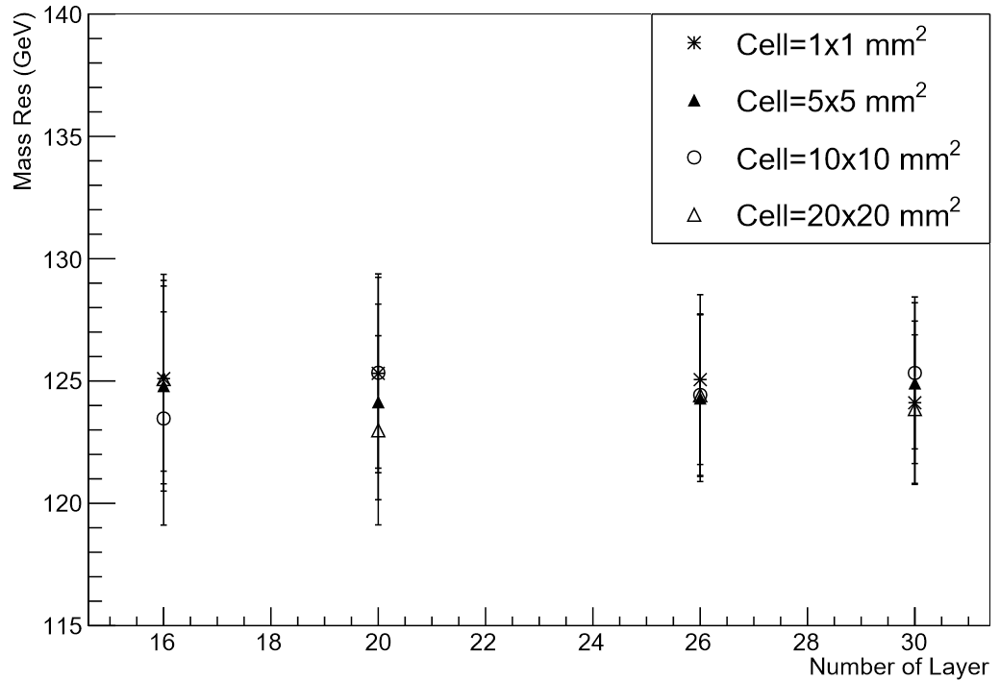 Mass Res (GeV)
140
135
130
125
120
115
Cell=1x1 mm²
Cell=5x5 mm²
Cell=10x10 mm²
Cell=20x20 mm²
16 18 20 22 24 26 28 30
Number of Layer